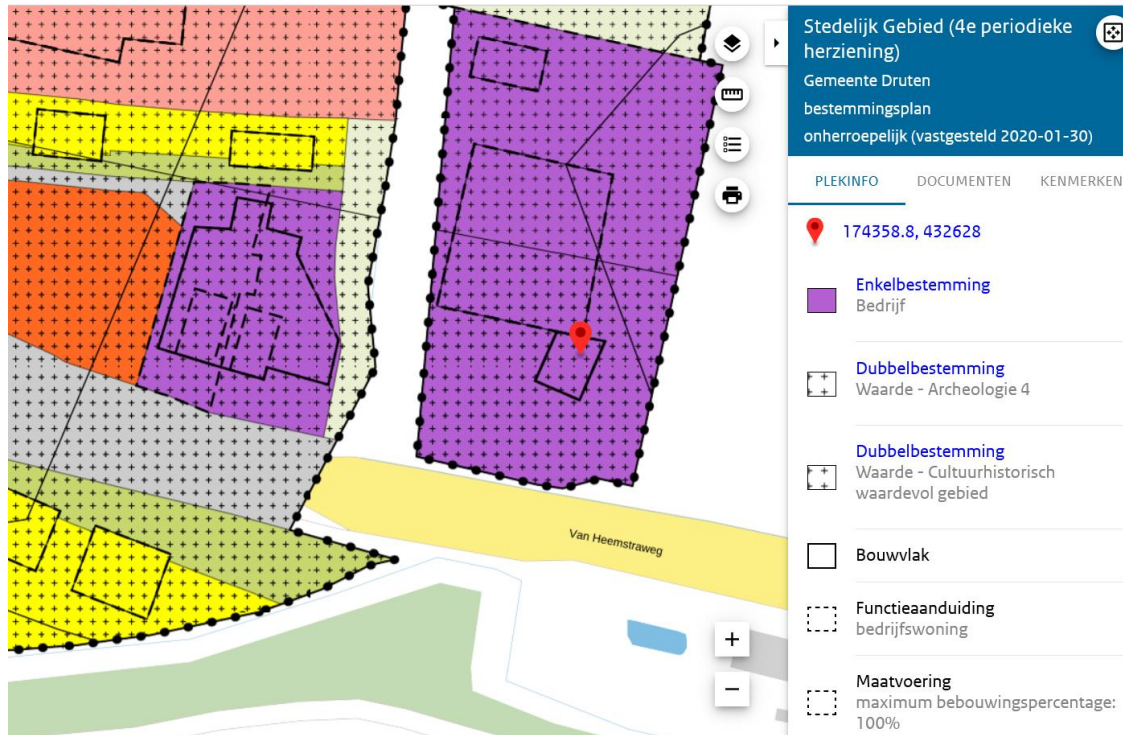 Stedelijk Gebied (4e periodieke
herziening)
Gemeente Druten
bestemmingsplan
onherroepelijk (vastgesteld 2020-01-30)
PLEKINFO DOCUMENTEN KENMERKEN
174358.8, 432628
Enkelbestemming
Bedrijf
Dubbelbestemming
Waarde - Archeologie 4
Dubbelbestemming
Waarde - Cultuurhistorisch
waardevol gebied
Bouwvlak
Functieaanduiding
bedrijfswoning
Maatvoering
maximum bebouwingspercentage:
100%
Van Heemstraweg